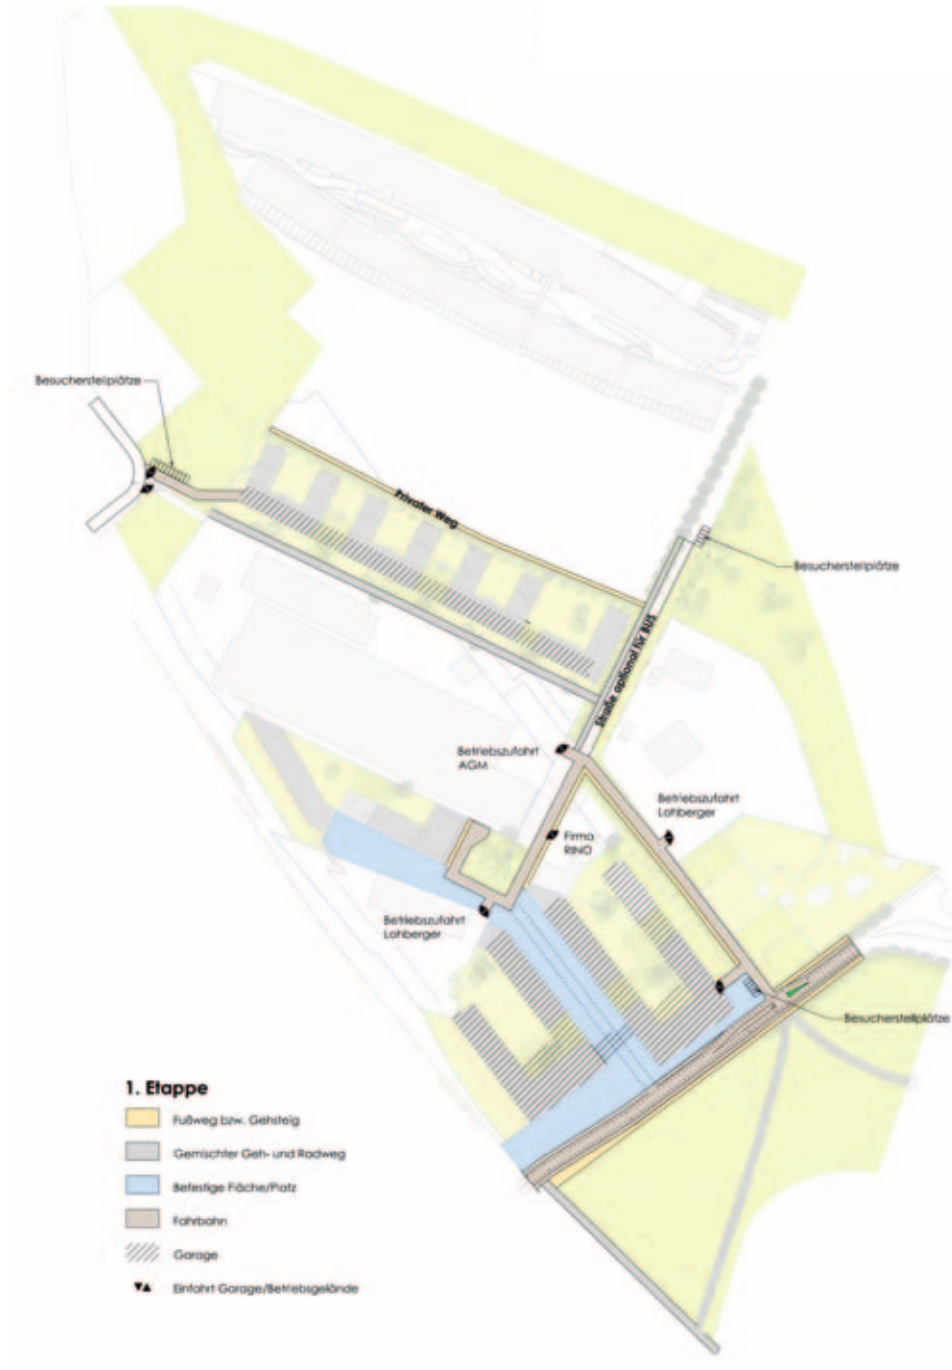 Besucherstellplätze
Privater Weg
Besucherstellplätze
Straße optional für BUS
Betriebszufahrt
AGM
Betriebszufahrt
Lohberger
Firma
RINO
Betriebszufahrt
Lohberger
Besucherstellplätze
1. Etappe
Fußweg bzw. Gehsteig
Gemischter Geh- und Radweg
Befestige Fläche/Platz
Fahrbahn
Garage
Einfahrt Garage/Betriebsgelände